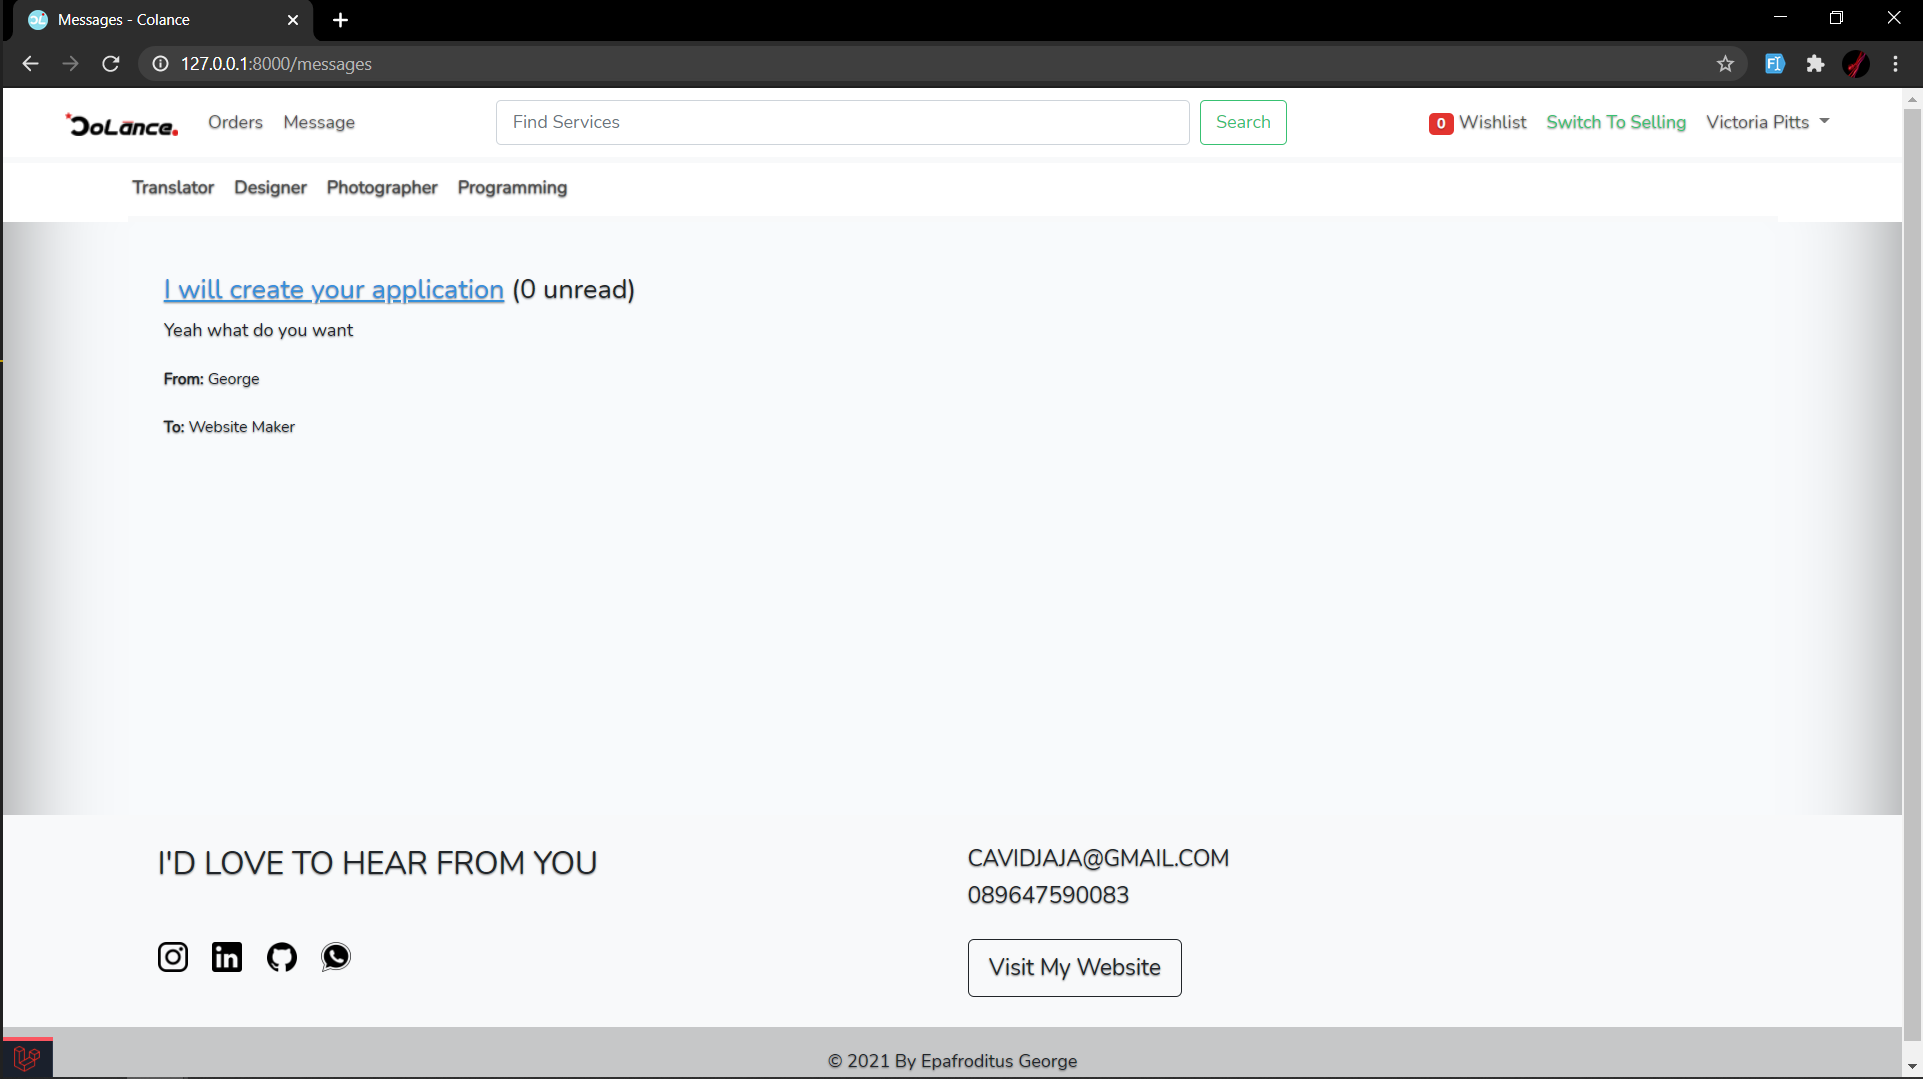 Messages - Colance
127.0.0.1:8000/messages
CoLance.
Orders Message
Find Services
Search
0 Wishlist Switch To Selling Victoria Pitts
Translator Designer Photographer Programming
I will create your application (0 unread)
Yeah what do you want
From: George
To: Website Maker
I'D LOVE TO HEAR FROM YOU
CAVIDJAJA@GMAIL.COM
089647590083
Visit My Website
© 2021 By Epafroditus George